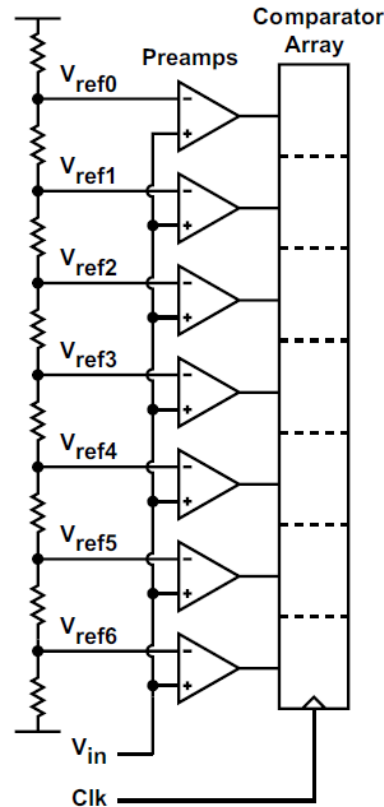 Comparator
Array
Preamps
Vref0
Vref1
Vref2
Vref3
Vref4
Vref5
Vref6
Vin
Clk